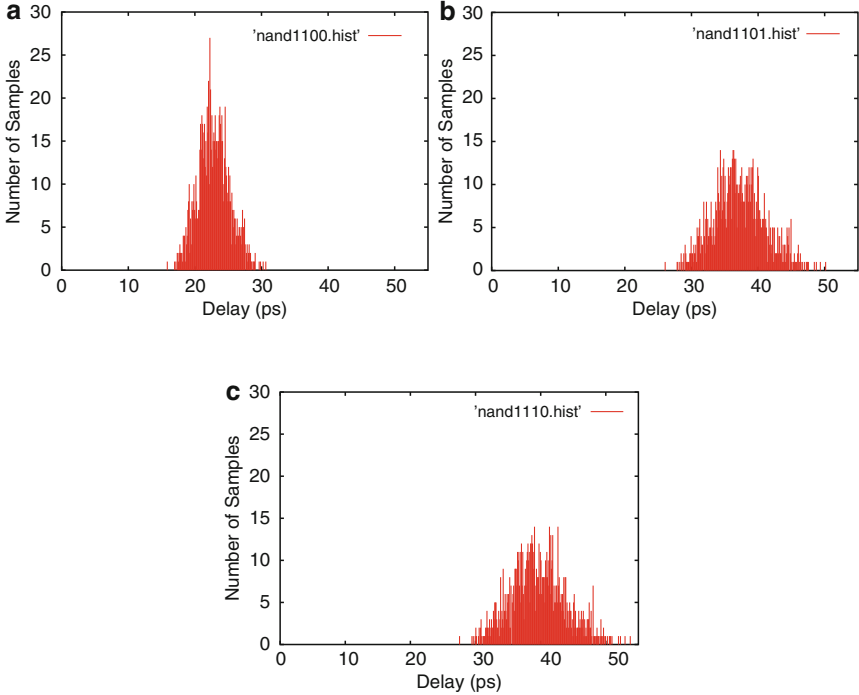 a
30
25
20
15
10
5
0
Number of Samples
'nand1100.hist'
0 10 20 30 40 50
Delay (ps)
b
30
25
20
15
10
5
0
Number of Samples
'nand1101.hist'
0 10 20 30 40 50
Delay (ps)
c
30
25
20
15
10
5
0
Number of Samples
'nand1110.hist'
0 10 20 30 40 50
Delay (ps)